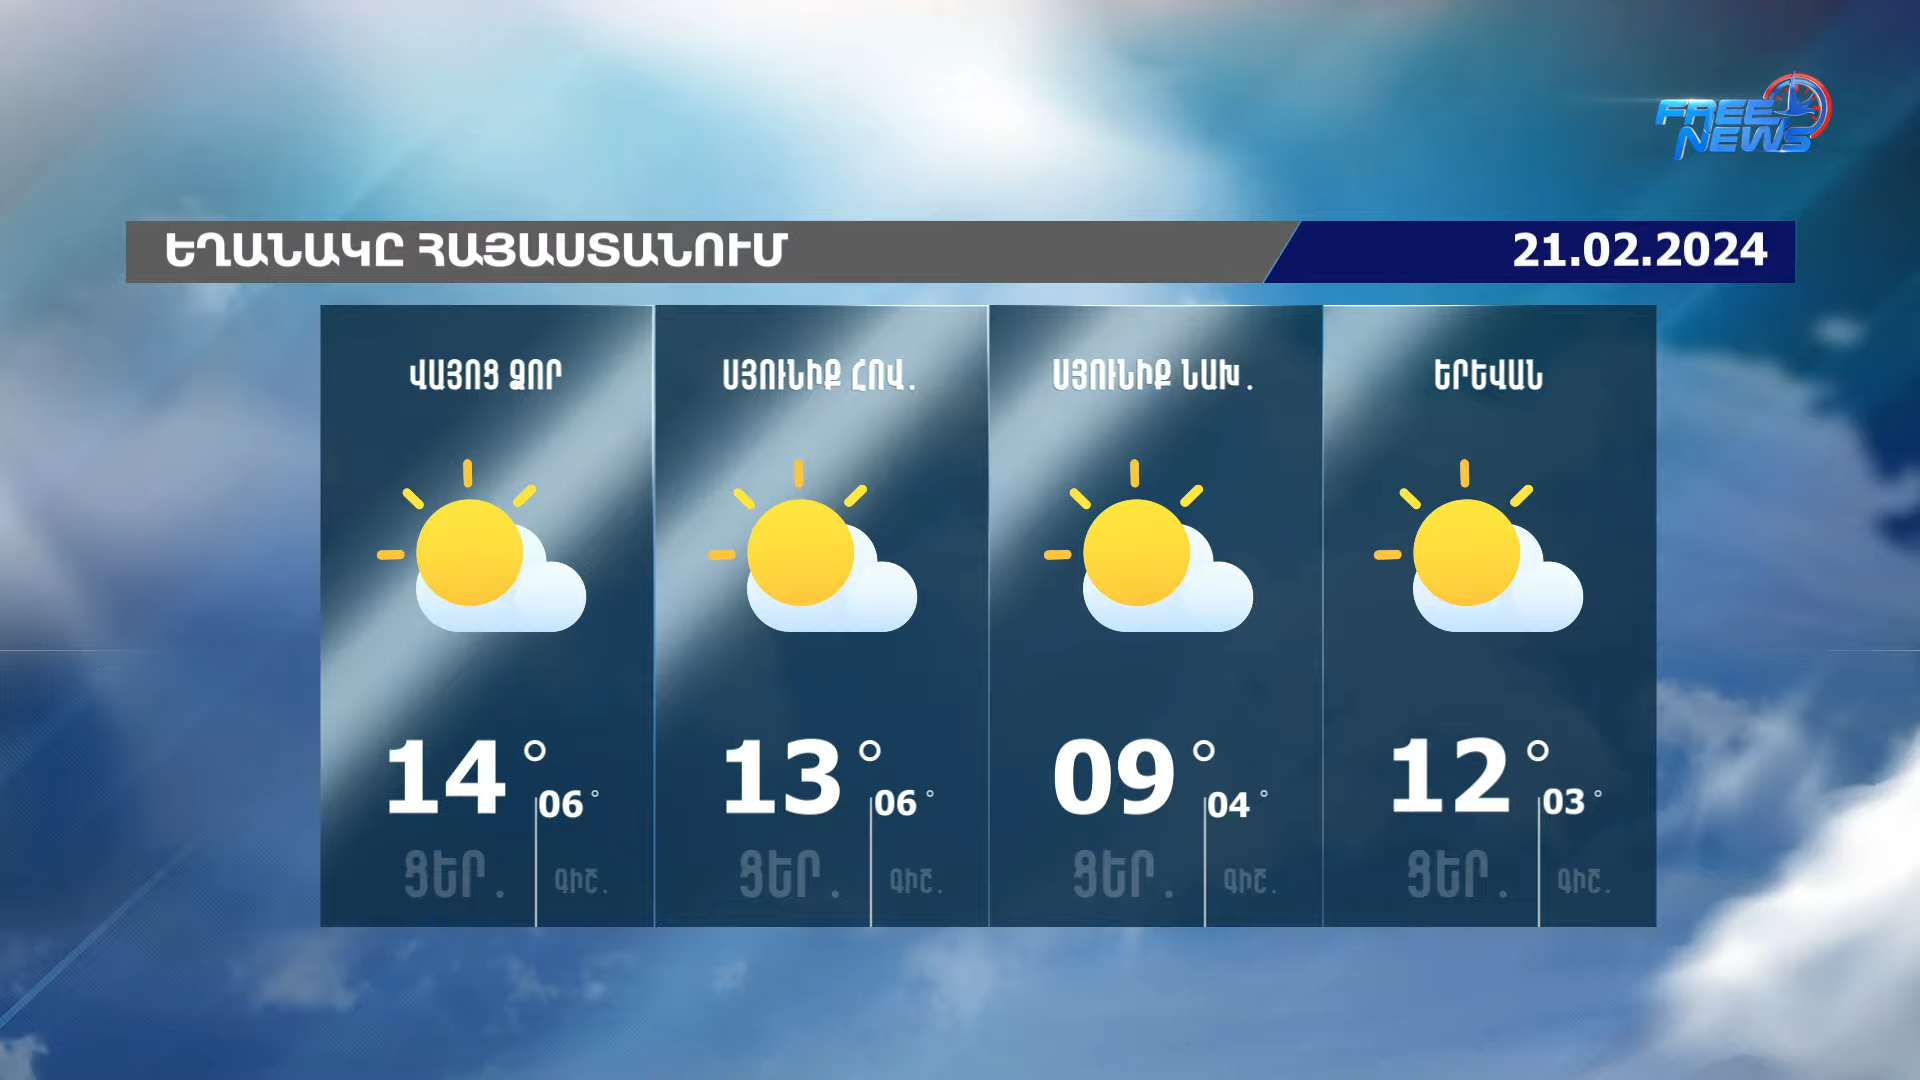 FREE
NEWS
ԵՂԱՆԱԿԸ ՀԱՅԱՍՏԱՆՈՒՄ 21.02.2024
ՎԱՅՈՑ ՁՈՐ ՍՅՈՒՆԻՔ ՀՈՎ. ՍՅՈՒՆԻՔ ՆԱԽ. ԵՐԵՎԱՆ
14° 06° 13° 06° 09° 04° 12° 03°
ՑԵՐ. ԳԻՇ. ՑԵՐ. ԳԻՇ. ՑԵՐ. ԳԻՇ. ՑԵՐ. ԳԻՇ.